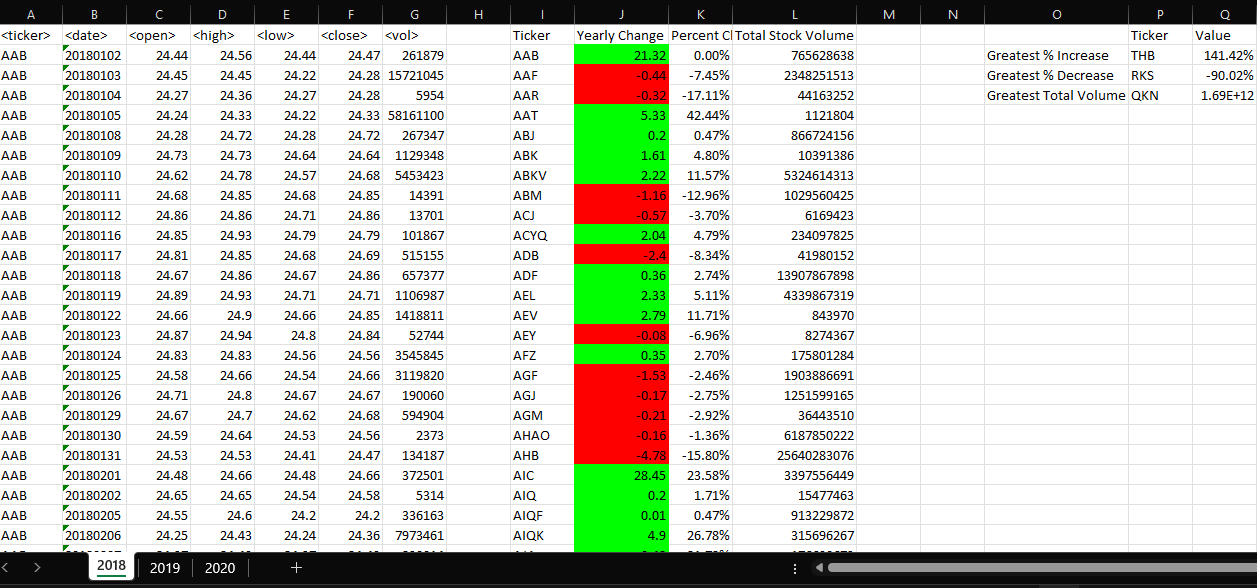 A B C D E F G H I J K L M N O P Q
<ticker> <date> <open> <high> <low> <close> <vol> Ticker Yearly Change Percent Cl Total Stock Volume Ticker Value
AAB 20180102 24.44 24.56 24.44 24.47 261879 AAB 21.32 0.00% 765628638 Greatest % Increase THB 141.42%
AAB 20180103 24.45 24.45 24.22 24.28 15721045 AAF -0.44 -7.45% 2348251513 Greatest % Decrease RKS -90.02%
AAB 20180104 24.27 24.36 24.27 24.28 5954 AAR -0.32 -17.11% 44163252 Greatest Total Volume QKN 1.69E+12
AAB 20180105 24.24 24.33 24.22 24.33 58161100 AAT 5.33 42.44% 1121804
AAB 20180108 24.28 24.72 24.28 24.72 267347 ABJ 0.2 0.47% 866724156
AAB 20180109 24.73 24.73 24.64 24.64 1129348 ABK 1.61 4.80% 10391386
AAB 20180110 24.62 24.78 24.57 24.68 5453423 ABKV 2.22 11.57% 5324614313
AAB 20180111 24.68 24.85 24.68 24.85 14391 ABM -1.16 -12.96% 1029560425
AAB 20180112 24.86 24.86 24.71 24.86 13701 ACJ -0.57 -3.70% 6169423
AAB 20180116 24.85 24.93 24.79 24.79 101867 ACYQ 2.04 4.79% 234097825
AAB 20180117 24.81 24.85 24.68 24.69 515155 ADB -2.4 -8.34% 41980152
AAB 20180118 24.67 24.86 24.67 24.86 657377 ADF 0.36 2.74% 13907867898
AAB 20180119 24.89 24.93 24.71 24.71 1106987 AEL 2.33 5.11% 4339867319
AAB 20180122 24.66 24.9 24.66 24.85 1418811 AEV 2.79 11.71% 843970
AAB 20180123 24.87 24.94 24.8 24.84 52744 AEY -0.08 -6.96% 8274367
AAB 20180124 24.83 24.83 24.56 24.56 3545845 AFZ 0.35 2.70% 175801284
AAB 20180125 24.58 24.66 24.54 24.66 3119820 AGF -1.53 -2.46% 1903886691
AAB 20180126 24.71 24.8 24.67 24.67 190060 AGJ -0.17 -2.75% 1251599165
AAB 20180129 24.67 24.7 24.62 24.68 594904 AGM -0.21 -2.92% 36443510
AAB 20180130 24.59 24.64 24.53 24.56 2373 AHAO -0.16 -1.36% 6187850222
AAB 20180131 24.53 24.53 24.41 24.47 134187 AHB -4.78 -15.80% 25640283076
AAB 20180201 24.48 24.66 24.48 24.66 372501 AIC 28.45 23.58% 3397556449
AAB 20180202 24.65 24.65 24.54 24.58 5314 AIQ 0.2 1.71% 15477463
AAB 20180205 24.55 24.6 24.2 24.2 336163 AIQF 0.01 0.47% 913229872
AAB 20180206 24.25 24.43 24.24 24.36 7973461 AIQK 4.9 26.78% 315696267
2018 2019 2020 +